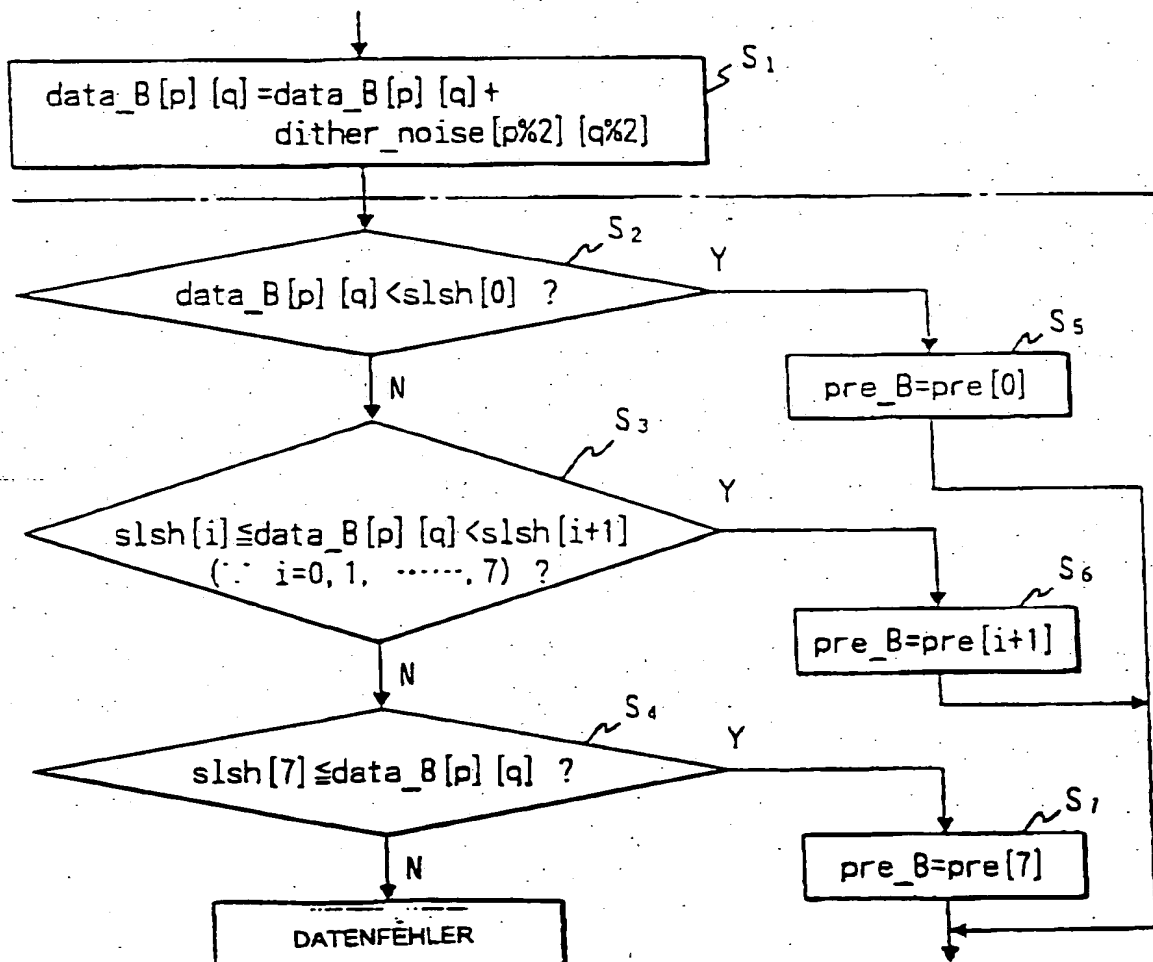 S1
data_B[p] [q]=data_B[p] [q]+
dither_noise[p%2] [q%2]
S2
data_B[p] [q]<slsh[0] ?
Y
N
S5
pre_B=pre[0]
S3
slsh[i]≦data_B[p] [q]<slsh[i+1]
(∵ i=0, 1, ……, 7) ?
Y
N
S6
pre_B=pre[i+1]
S4
slsh[7]≦data_B[p] [q] ?
Y
N
S7
pre_B=pre[7]
DATENFEHLER